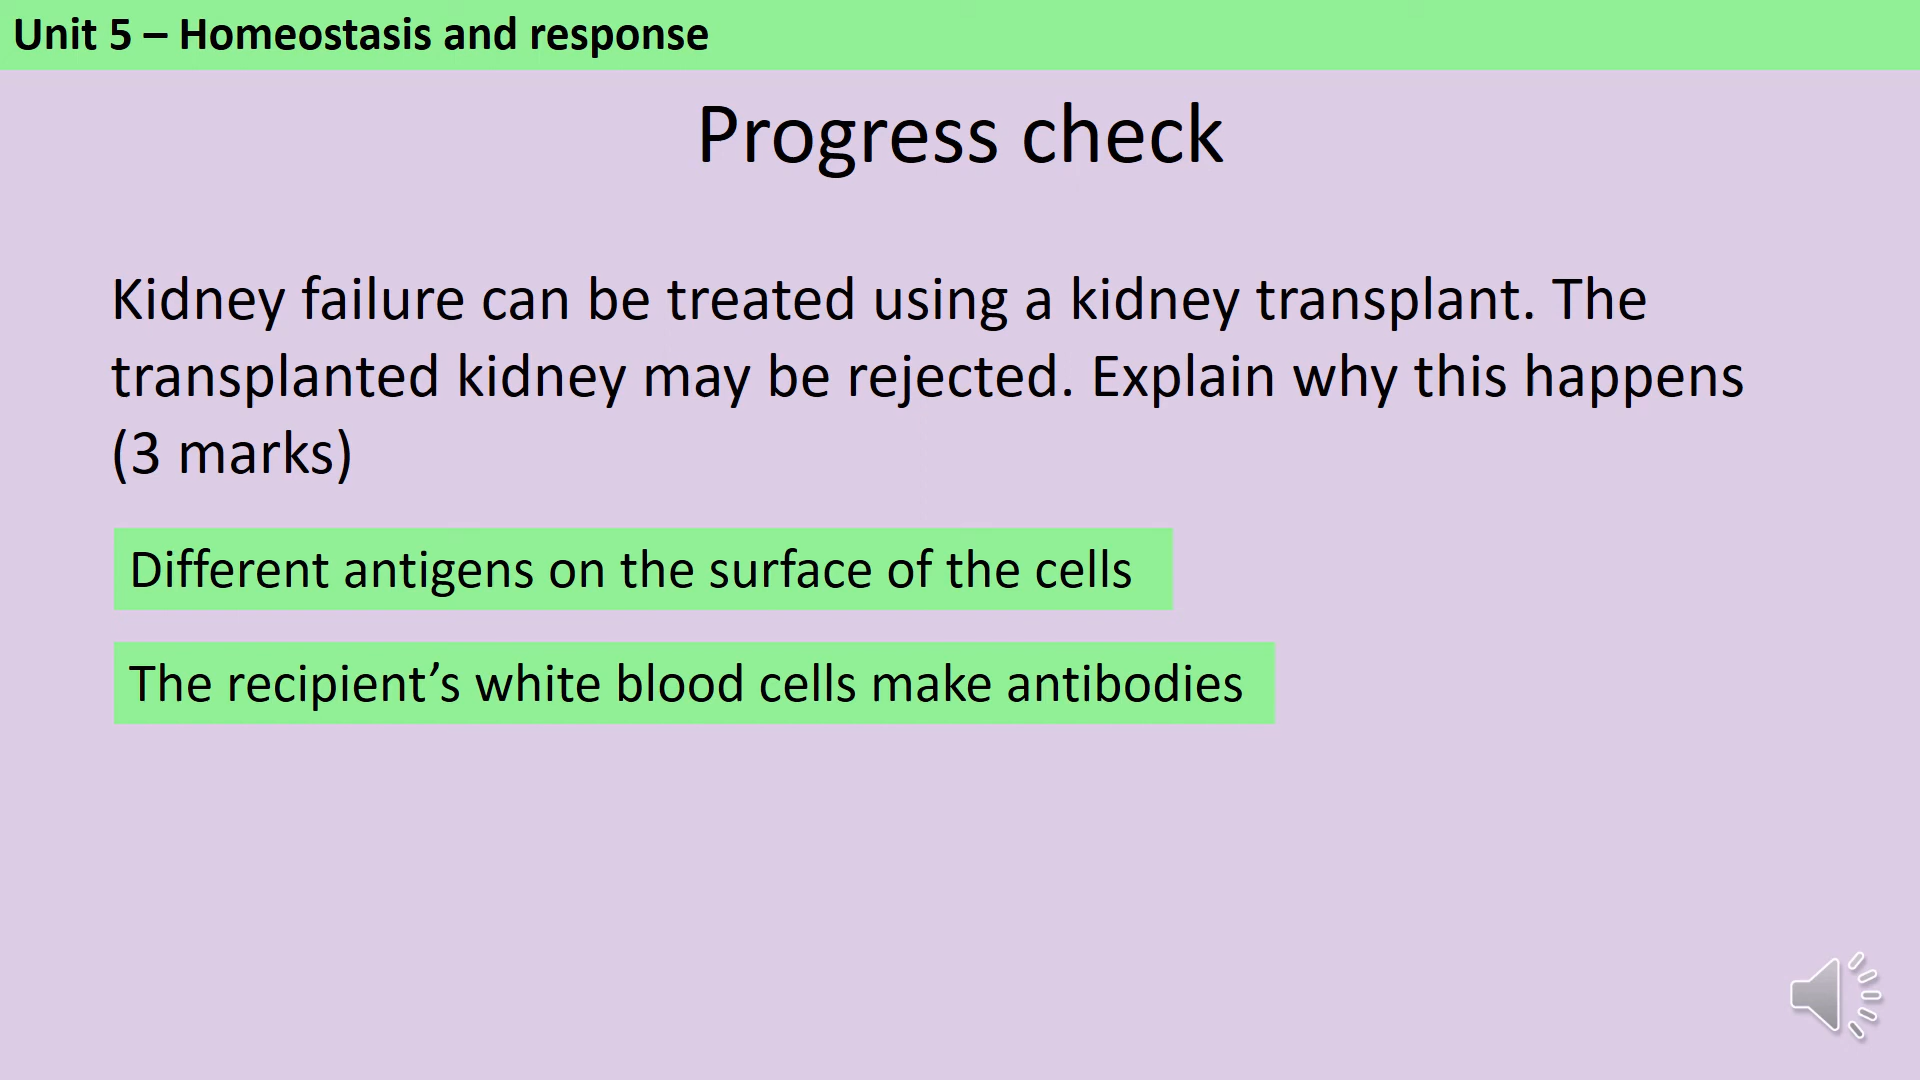 Unit 5 – Homeostasis and response
Progress check
Kidney failure can be treated using a kidney transplant. The
transplanted kidney may be rejected. Explain why this happens
(3 marks)
Different antigens on the surface of the cells
The recipient’s white blood cells make antibodies